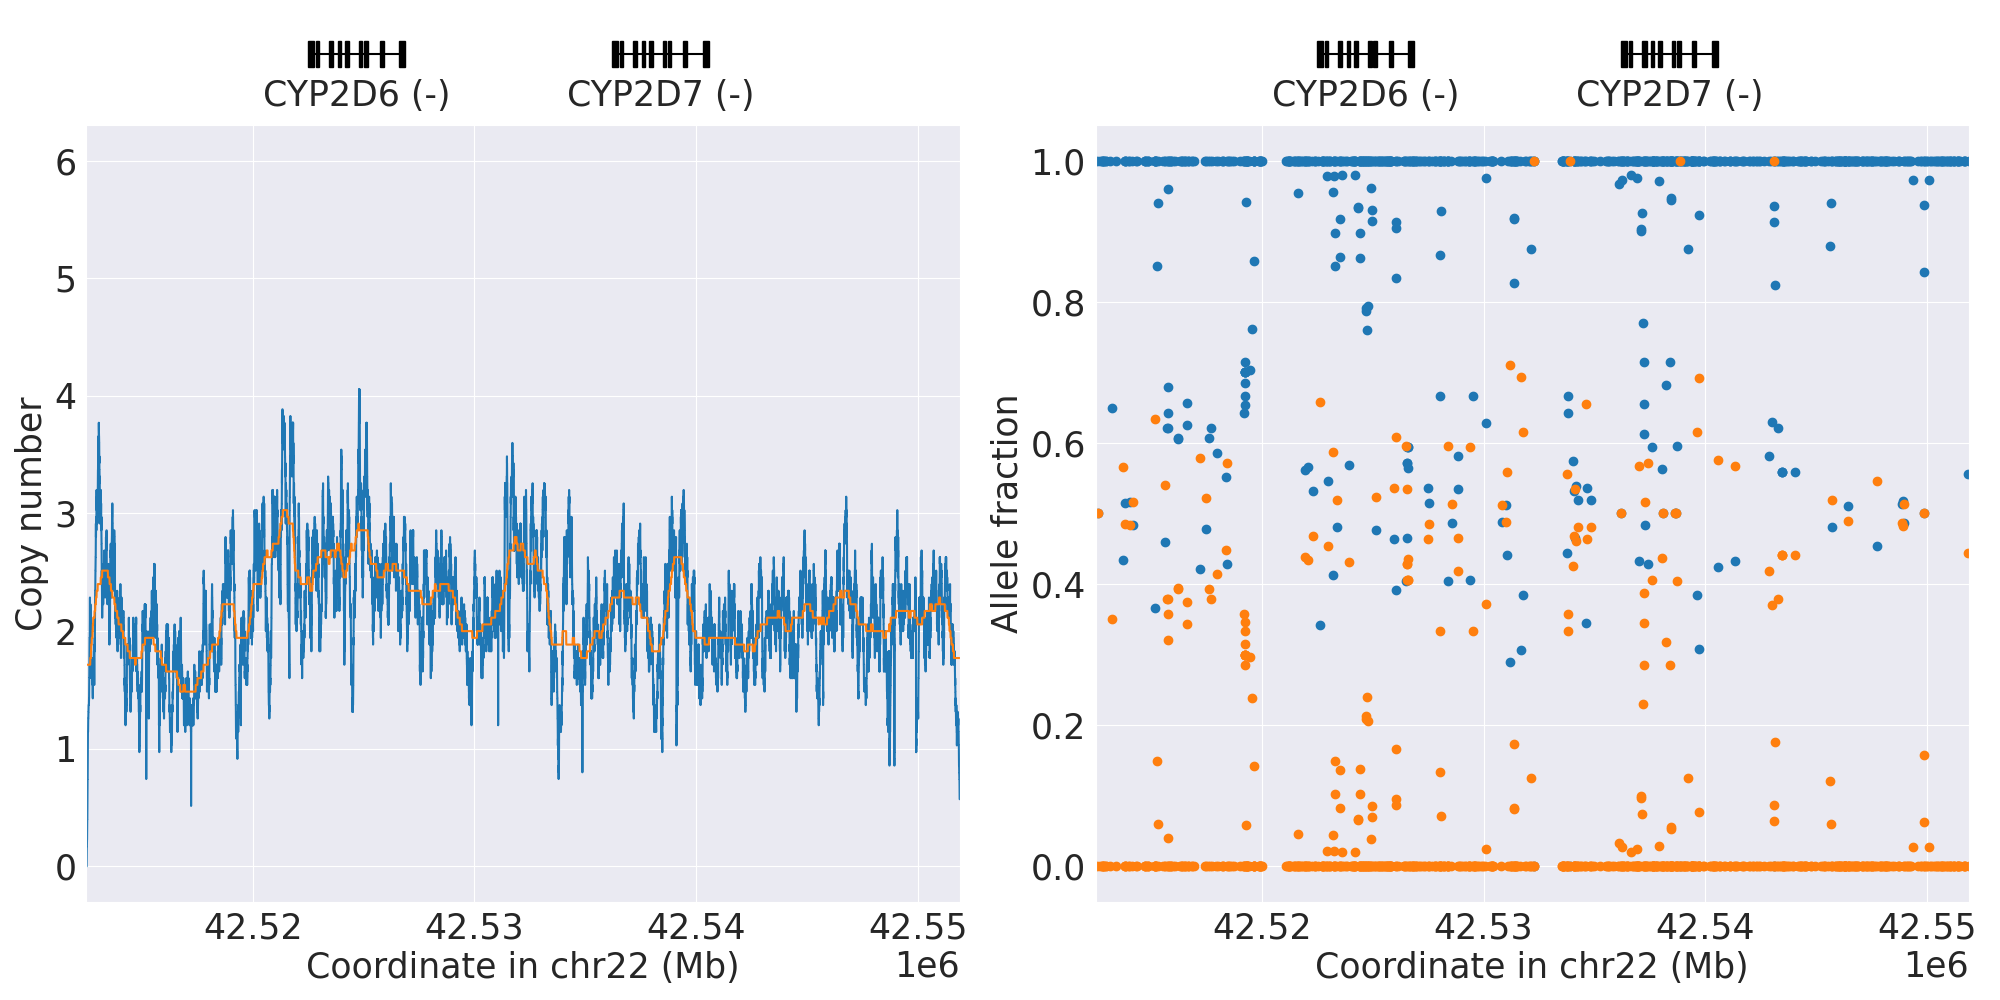 CYP2D6 (-) CYP2D7 (-)
6
5
4
3
2
1
0
Copy number
42.52 42.53 42.54 42.55
Coordinate in chr22 (Mb)
1e6
CYP2D6 (-) CYP2D7 (-)
1.0
0.8
0.6
0.4
0.2
0.0
Allele fraction
42.52 42.53 42.54 42.55
Coordinate in chr22 (Mb)
1e6